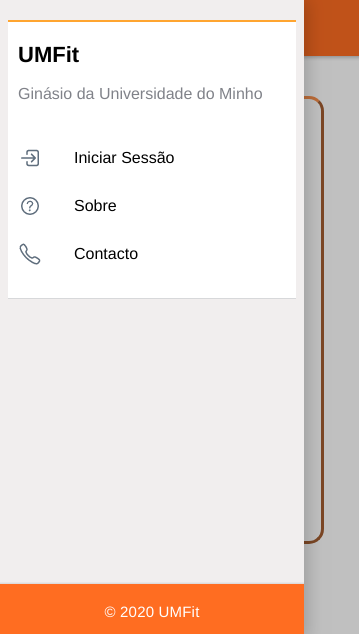 UMFit
Ginásio da Universidade do Minho
Iniciar Sessão
Sobre
Contacto
© 2020 UMFit